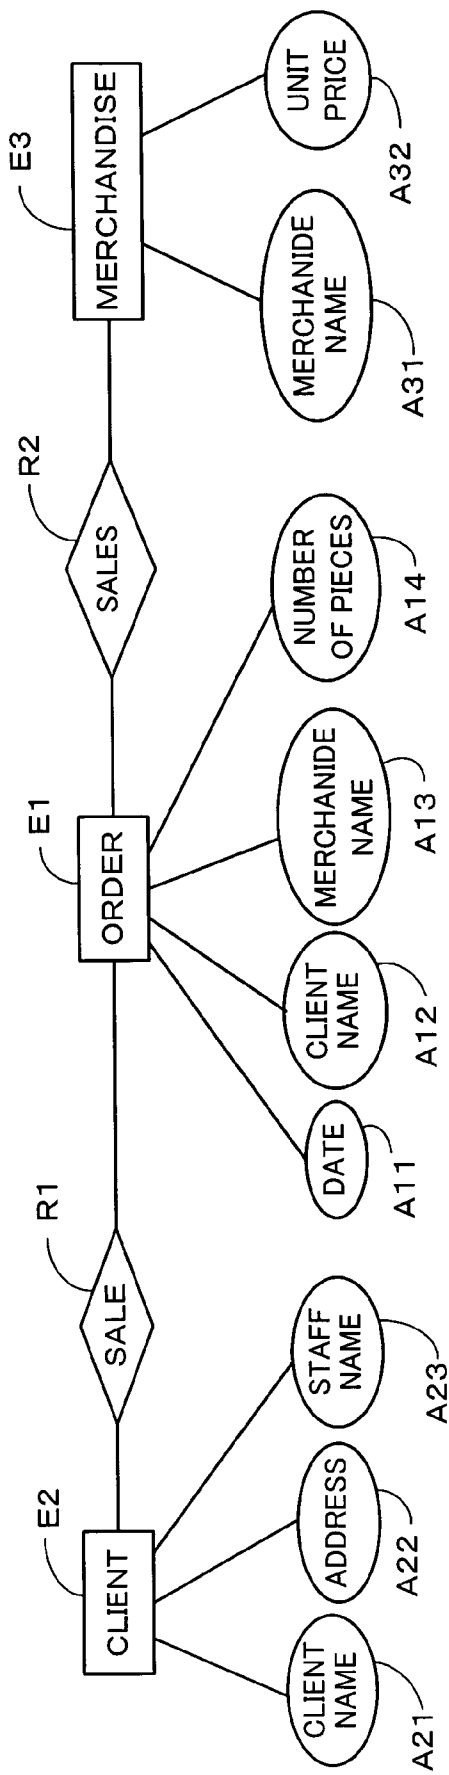 E2
R1
E1
R2
E3
CLIENT
SALE
ORDER
SALES
MERCHANDISE
CLIENT
NAME
ADDRESS
STAFF
NAME
DATE
CLIENT
NAME
MERCHANIDE
NAME
NUMBER
OF PIECES
MERCHANIDE
NAME
UNIT
PRICE
A21
A22
A23
A11
A12
A13
A14
A31
A32